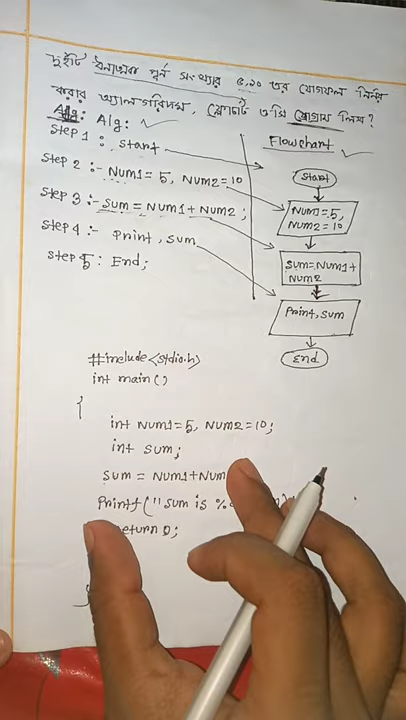 দুইটি ধনাত্মক পূর্ন সংখ্যার ৫,১০ এর যোগফল নির্নয়
করার অ্যালগরিদম, ফ্লোচার্ট ও সি প্রোগ্রাম লিখ?
Alg: Alg:
Step 1 : Start
Step 2 :- Num1 = 5, Num2 = 10
Step 3 :- Sum = Num1 + Num2 ;
Step 4 :- Print, sum
Step 5 : End;
Flowchart
Start
Num1 = 5,
Num2 = 10
Sum = Num1 +
Num2
Print, sum
End
#include <stdio.h>
int main ()
{
int Num1 = 5, Num2 = 10;
int sum;
Sum = Num1 + Num
Printf (" Sum is %
return 0;